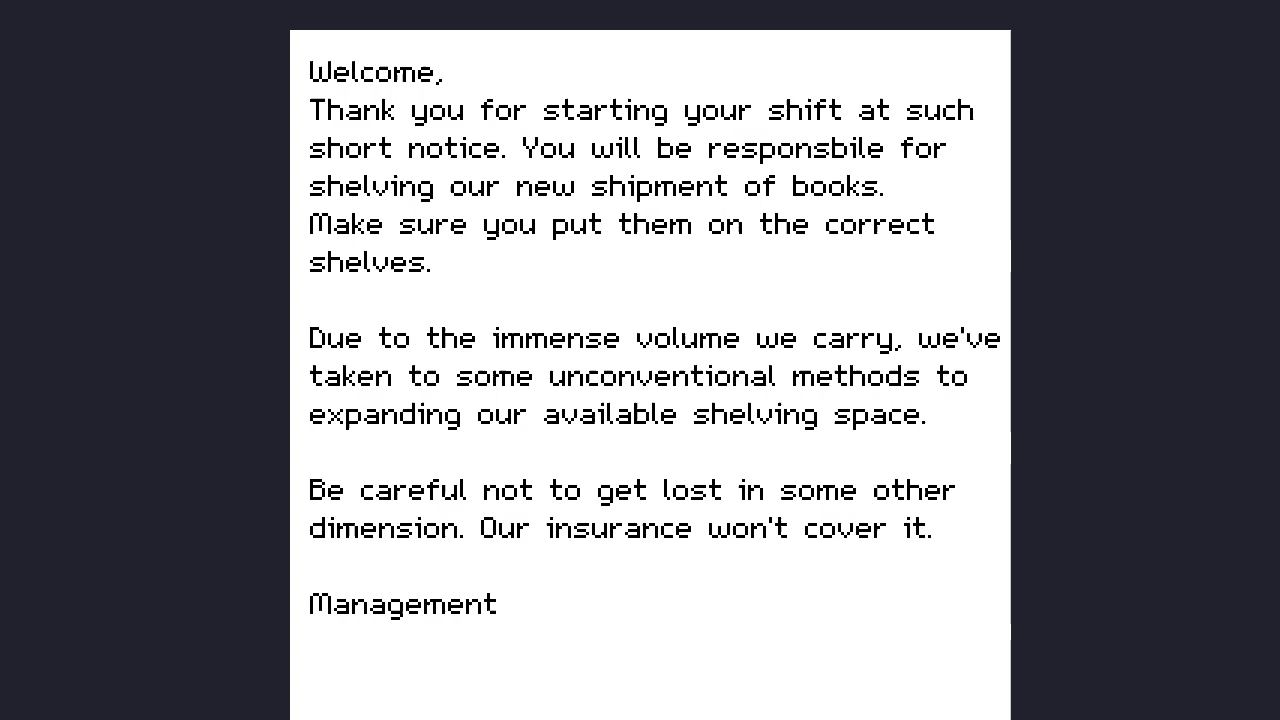 Welcome,
Thank you for starting your shift at such
short notice. You will be responsbile for
shelving our new shipment of books.
Make sure you put them on the correct
shelves.
Due to the immense volume we carry, we've
taken to some unconventional methods to
expanding our available shelving space.
Be careful not to get lost in some other
dimension. Our insurance won't cover it.
Management